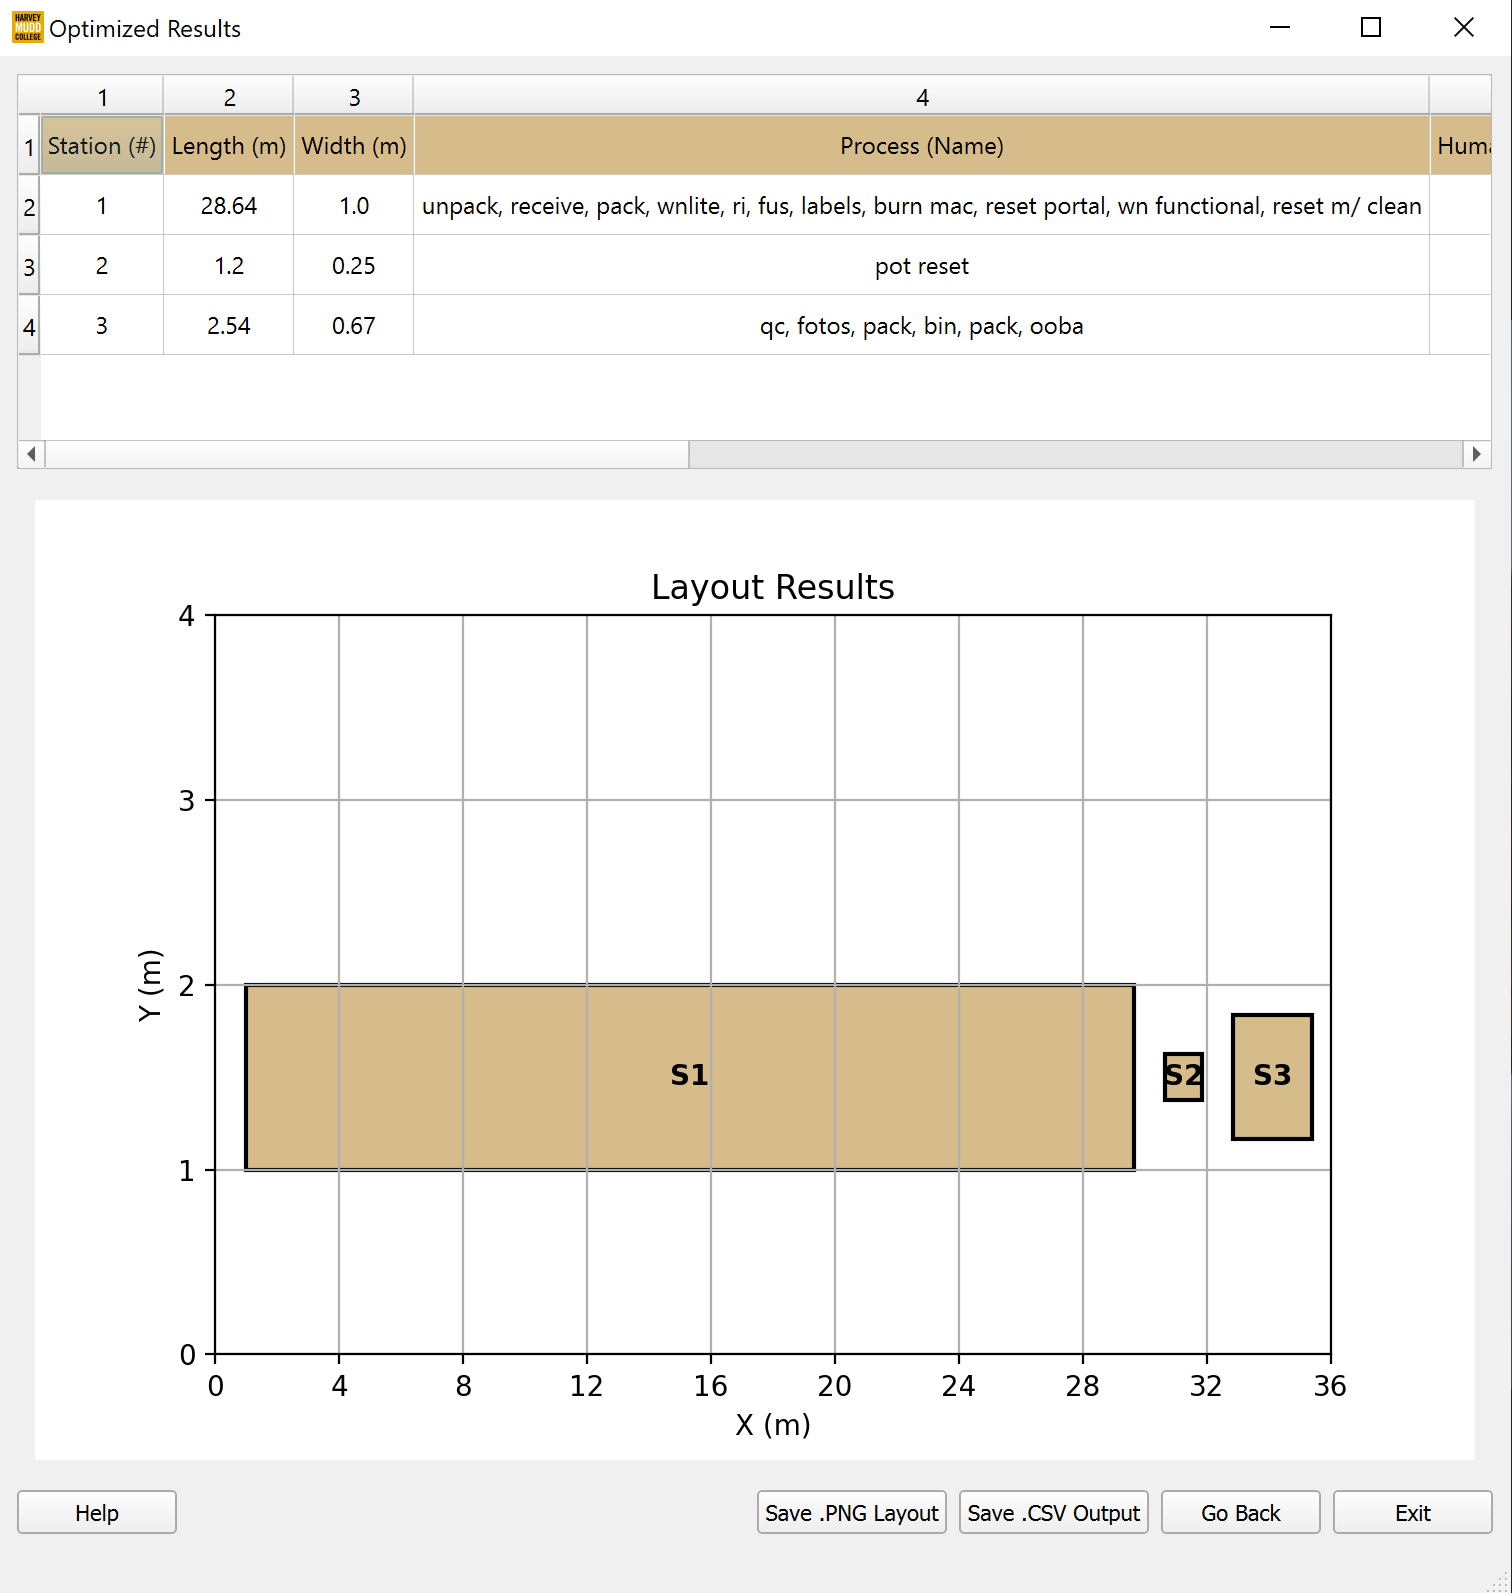 HARVEY
MUDD
COLLEGE
Optimized Results
1 2 3 4
1 Station (#) Length (m) Width (m) Process (Name) Huma
2 1 28.64 1.0 unpack, receive, pack, wnlite, ri, fus, labels, burn mac, reset portal, wn functional, reset m/ clean
3 2 1.2 0.25 pot reset
4 3 2.54 0.67 qc, fotos, pack, bin, pack, ooba
Layout Results
4
3
2
1
0
Y (m)
S1 S2 S3
0 4 8 12 16 20 24 28 32 36
X (m)
Help Save .PNG Layout Save .CSV Output Go Back Exit